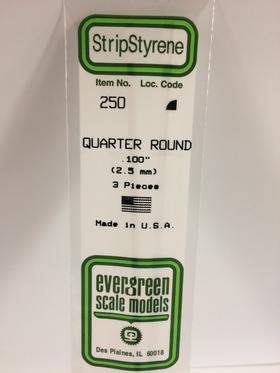 StripStyrene
Item No. Loc. Code
250
QUARTER ROUND
.100"
(2.5 mm)
3 Pieces
Made in U.S.A.
evergreen
scale models
Des Plaines, IL 60018